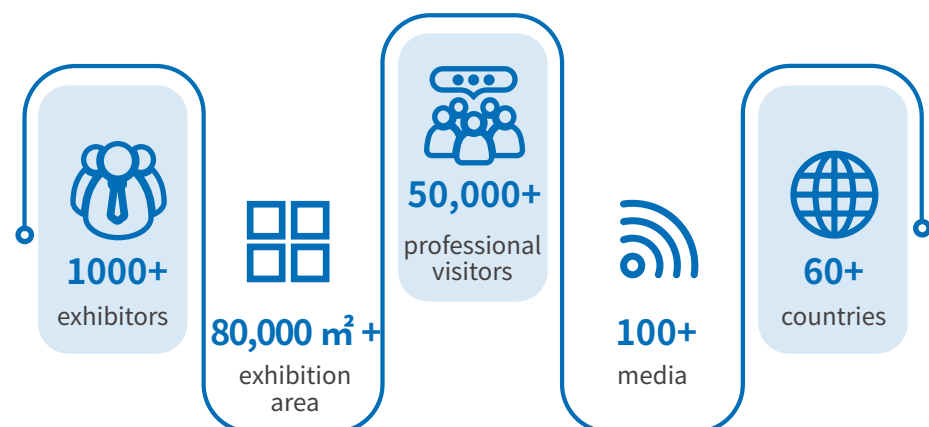 1000+
exhibitors
80,000 ㎡ +
exhibition
area
50,000+
professional
visitors
100+
media
60+
countries